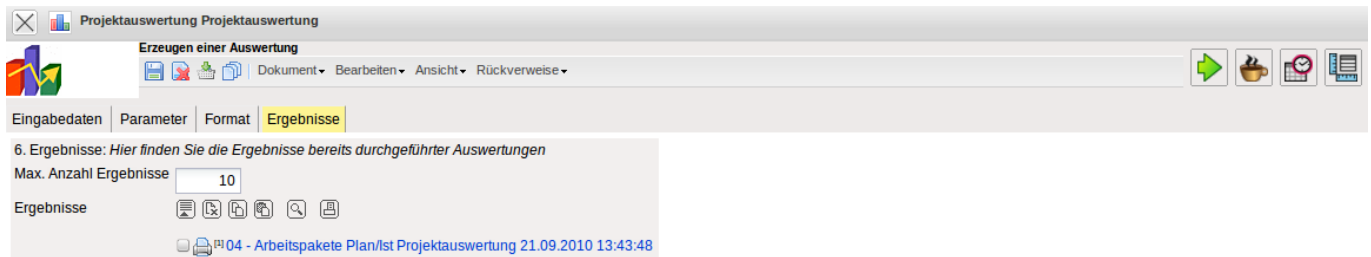 Projektauswertung Projektauswertung
Erzeugen einer Auswertung
Dokument Bearbeiten Ansicht Rückverweise
Eingabedaten Parameter Format Ergebnisse
6. Ergebnisse: Hier finden Sie die Ergebnisse bereits durchgeführter Auswertungen
Max. Anzahl Ergebnisse 10
Ergebnisse
[1] 04 - Arbeitspakete Plan/Ist Projektauswertung 21.09.2010 13:43:48